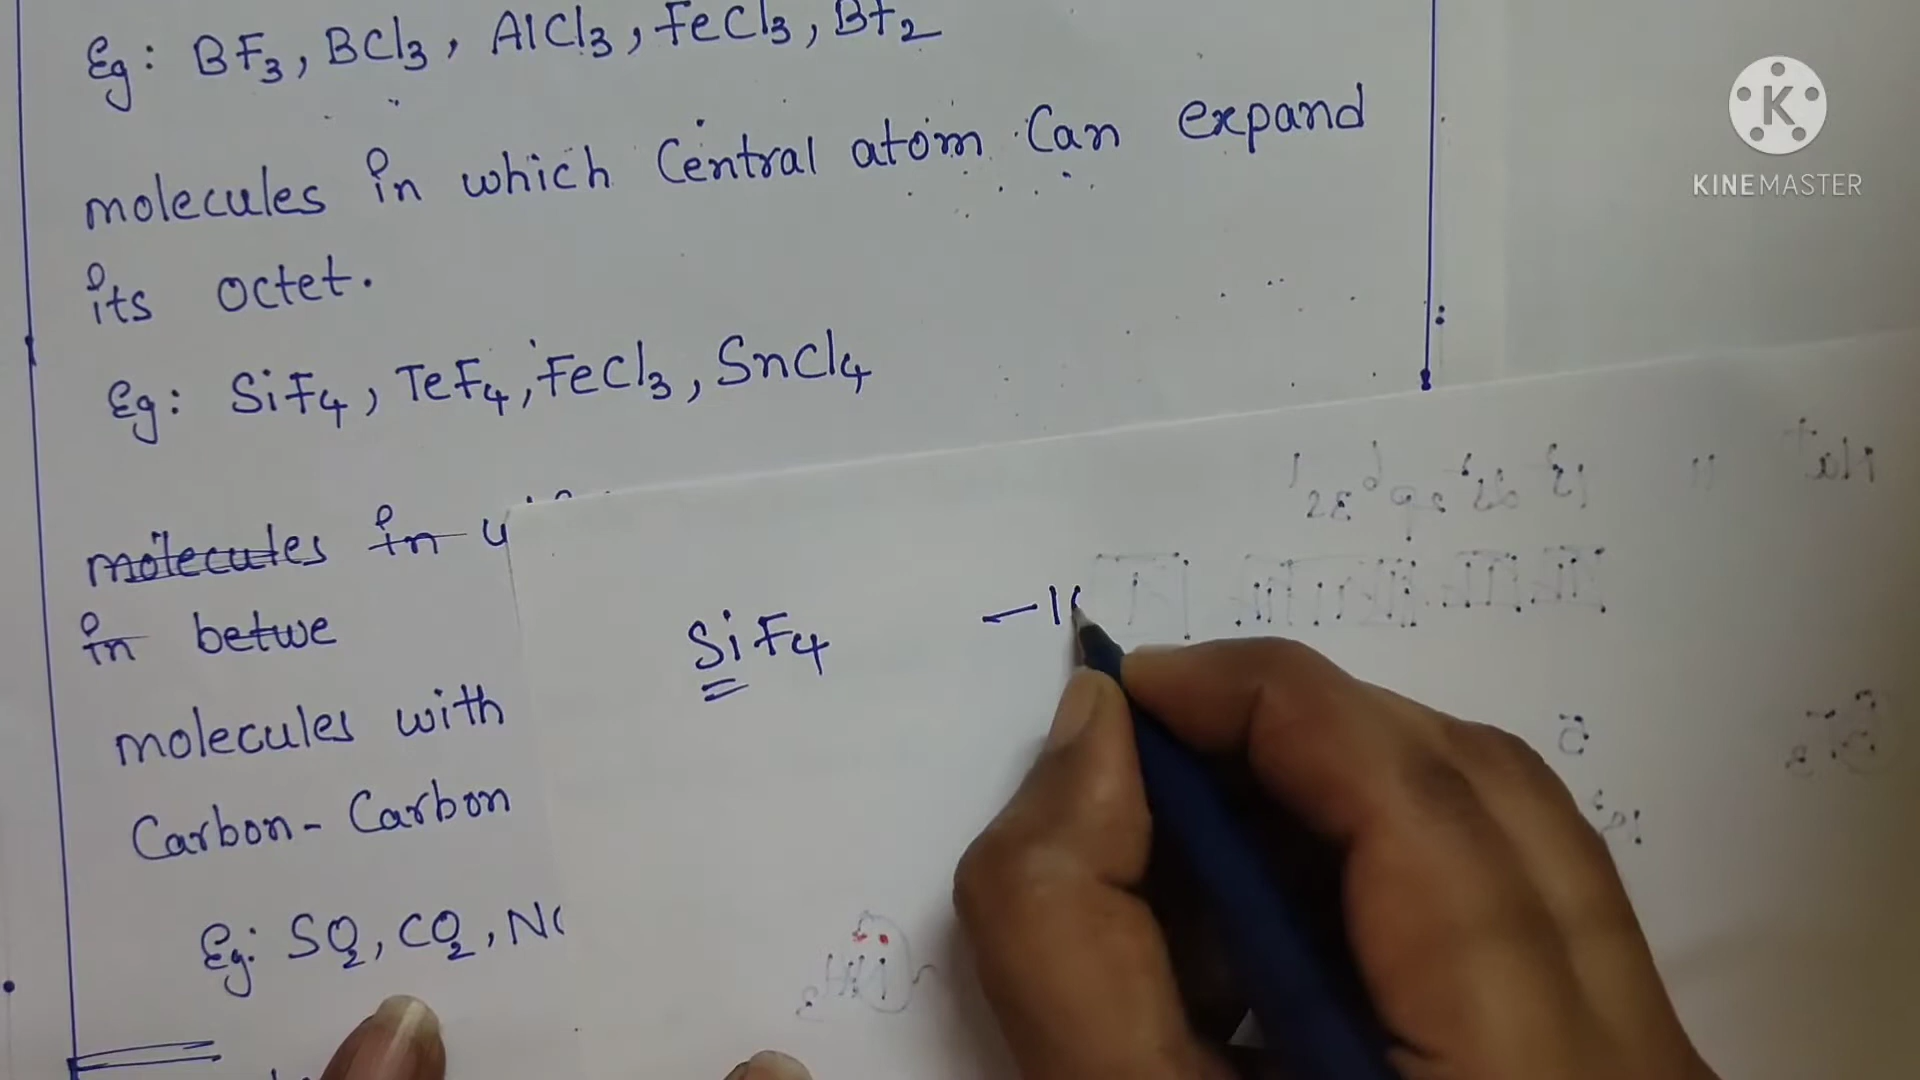 Eg: BF3, BCl3, AlCl3, FeCl3, BF2
molecules in which Central atom Can expand
its octet.
Eg: SiF4, TeF4, FeCl3, SnCl4
molecules in
in betwe
molecules with
Carbon-Carbon
Eg: SO2, CO2,
SiF4
K
KINEMASTER